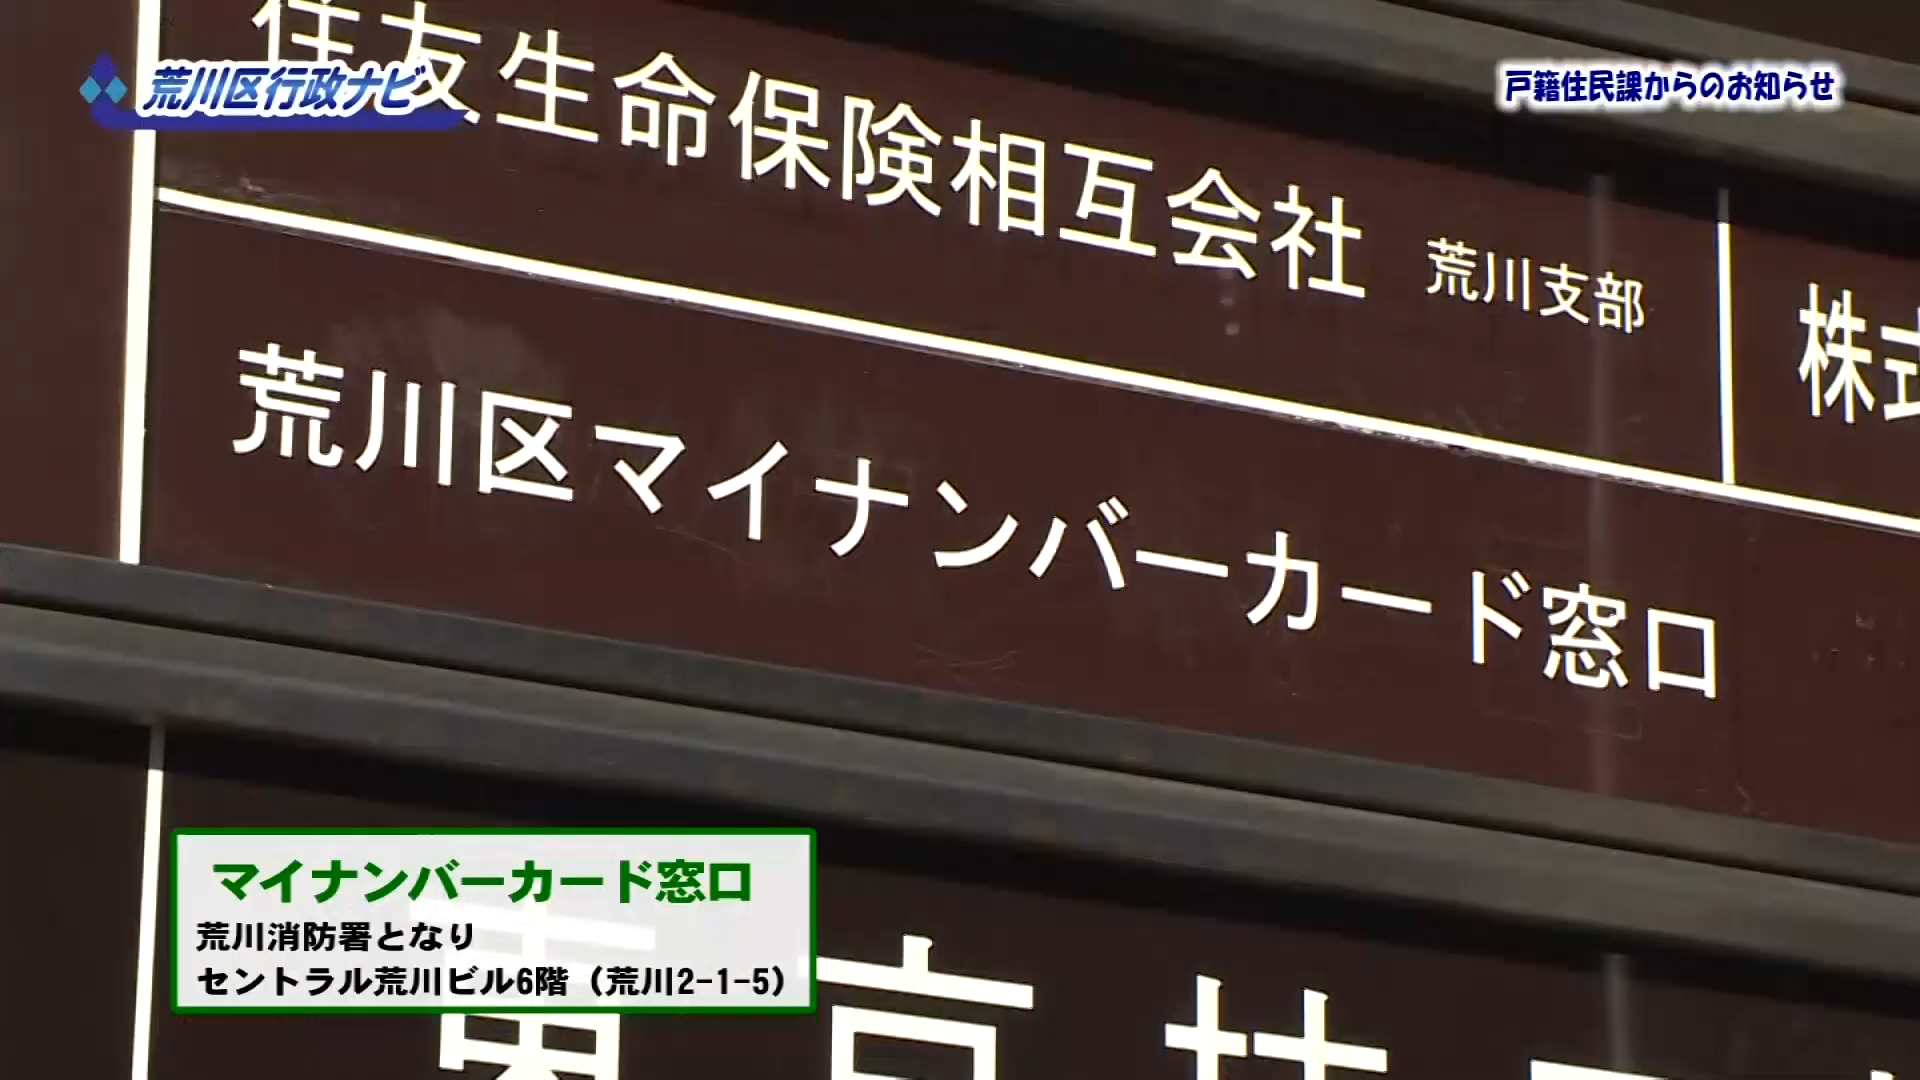 荒川区行政ナビ
戸籍住民課からのお知らせ
住友生命保険相互会社 荒川支部
株式
荒川区マイナンバーカード窓口
マイナンバーカード窓口
荒川消防署となり
セントラル荒川ビル6階（荒川2-1-5）